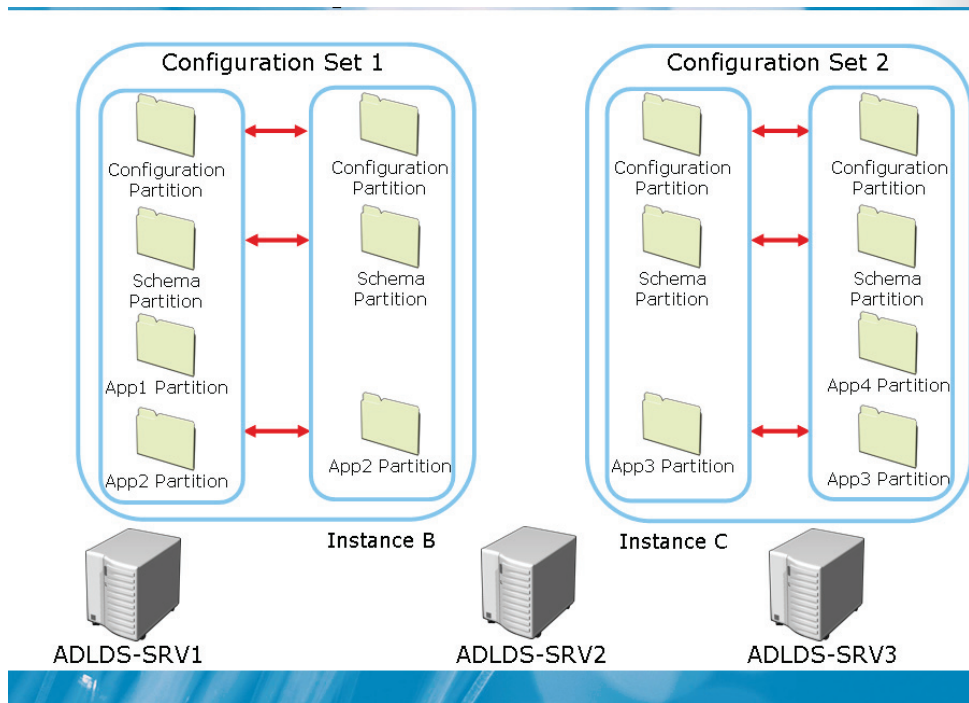 Configuration Set 1
Configuration
Partition
Schema
Partition
App1 Partition
App2 Partition
Configuration
Partition
Schema
Partition
App2 Partition
Configuration Set 2
Configuration
Partition
Schema
Partition
App3 Partition
Configuration
Partition
Schema
Partition
App4 Partition
App3 Partition
Instance B
Instance C
ADLDS-SRV1
ADLDS-SRV2
ADLDS-SRV3